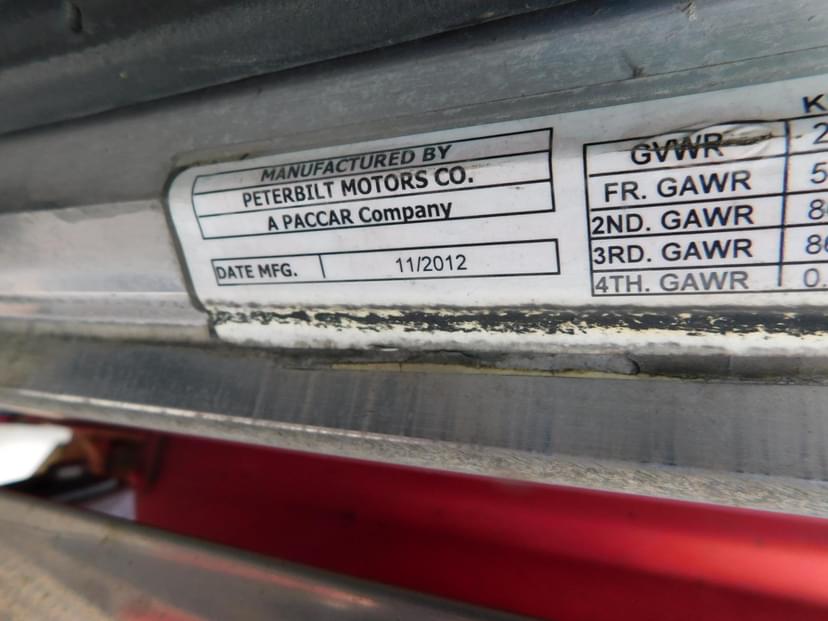 MANUFACTURED BY
PETERBILT MOTORS CO.
A PACCAR Company
DATE MFG. 11/2012
GVWR
FR. GAWR
2ND. GAWR
3RD. GAWR
4TH. GAWR